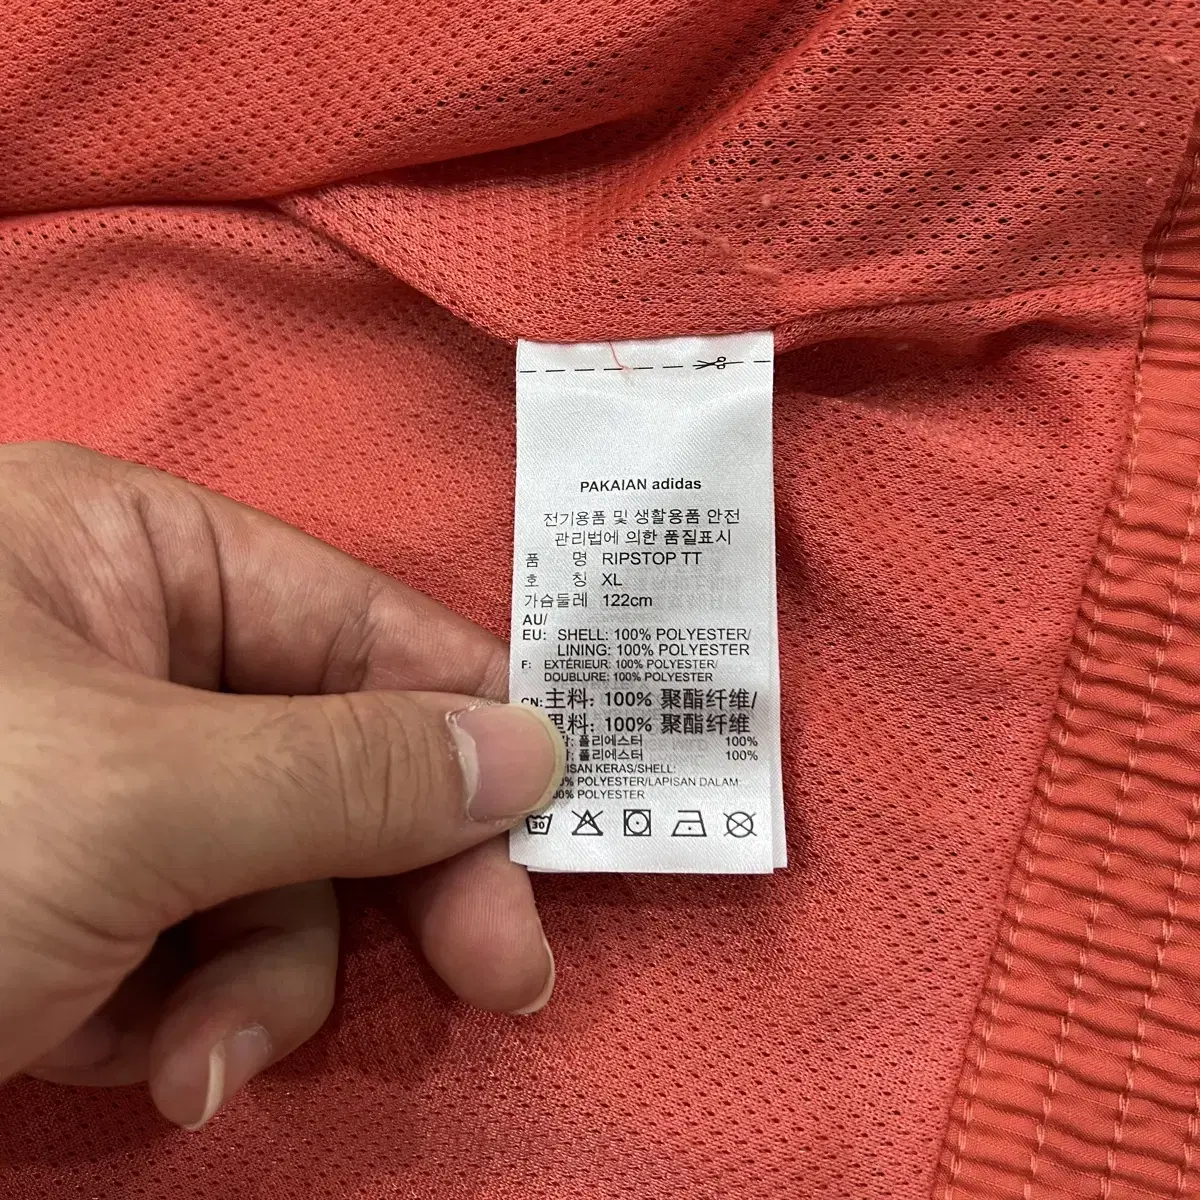 PAKAIAN adidas
전기용품 및 생활용품 안전
관리법에 의한 품질표시
품 명 RIPSTOP TT
호 칭 XL
가슴둘레 122cm
AU/
EU: SHELL: 100% POLYESTER/
LINING: 100% POLYESTER
F: EXTÉRIEUR: 100% POLYESTER/
DOUBLURE: 100% POLYESTER
CN: 主料: 100% 聚酯纤维/
里料: 100% 聚酯纤维
폴리에스터 100%
폴리에스터 100%
KERAS/SHELL:
POLYESTER/LAPISAN DALAM:
POLYESTER
30